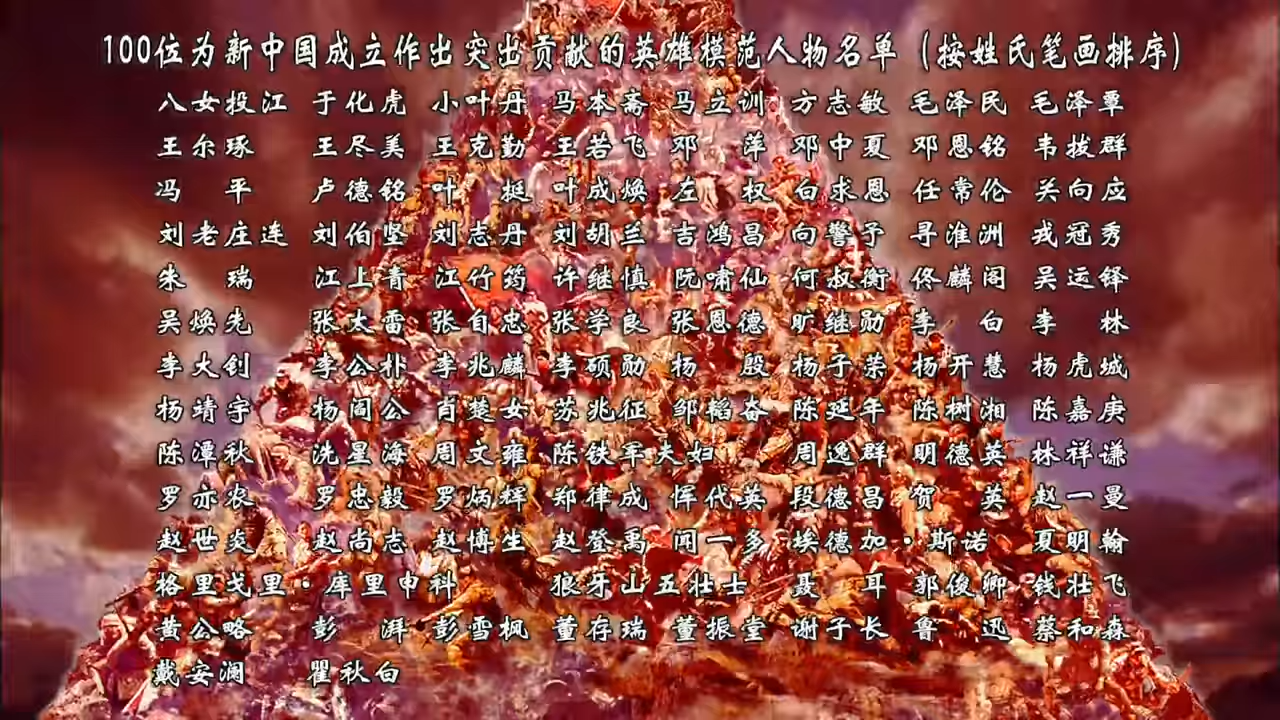 100位为新中国成立作出突出贡献的英雄模范人物名单（按姓氏笔画排序）
八女投江 于化虎 小叶丹 马本斋 马立训 方志敏 毛泽民 毛泽覃
王尔琢 王尽美 王克勤 王若飞 邓萍 邓中夏 邓恩铭 韦拔群
冯平 卢德铭 叶挺 叶成焕 左权 白求恩 任常伦 关向应
刘老庄连 刘伯坚 刘志丹 刘胡兰 吉鸿昌 向警予 寻淮洲 戎冠秀
朱瑞 江上青 江竹筠 许继慎 阮啸仙 何叔衡 佟麟阁 吴运铎
吴焕先 张太雷 张自忠 张学良 张思德 旷继勋 李白 李林
李大钊 李公朴 李兆麟 李硕勋 杨殷 杨子荣 杨开慧 杨虎城
杨靖宇 杨闇公 肖楚女 苏兆征 邹韬奋 陈延年 陈树湘 陈嘉庚
陈潭秋 冼星海 周文雍 陈铁军夫妇 周逸群 明德英 林祥谦
罗亦农 罗忠毅 罗炳辉 郑律成 恽代英 段德昌 贺英 赵一曼
赵世炎 赵尚志 赵博生 赵登禹 闻一多 埃德加·斯诺 夏明翰
格里戈里·库里申科 狼牙山五壮士 聂耳 郭俊卿 钱壮飞
黄公略 彭湃 彭雪枫 董存瑞 董振堂 谢子长 鲁迅 蔡和森
戴安澜 瞿秋白